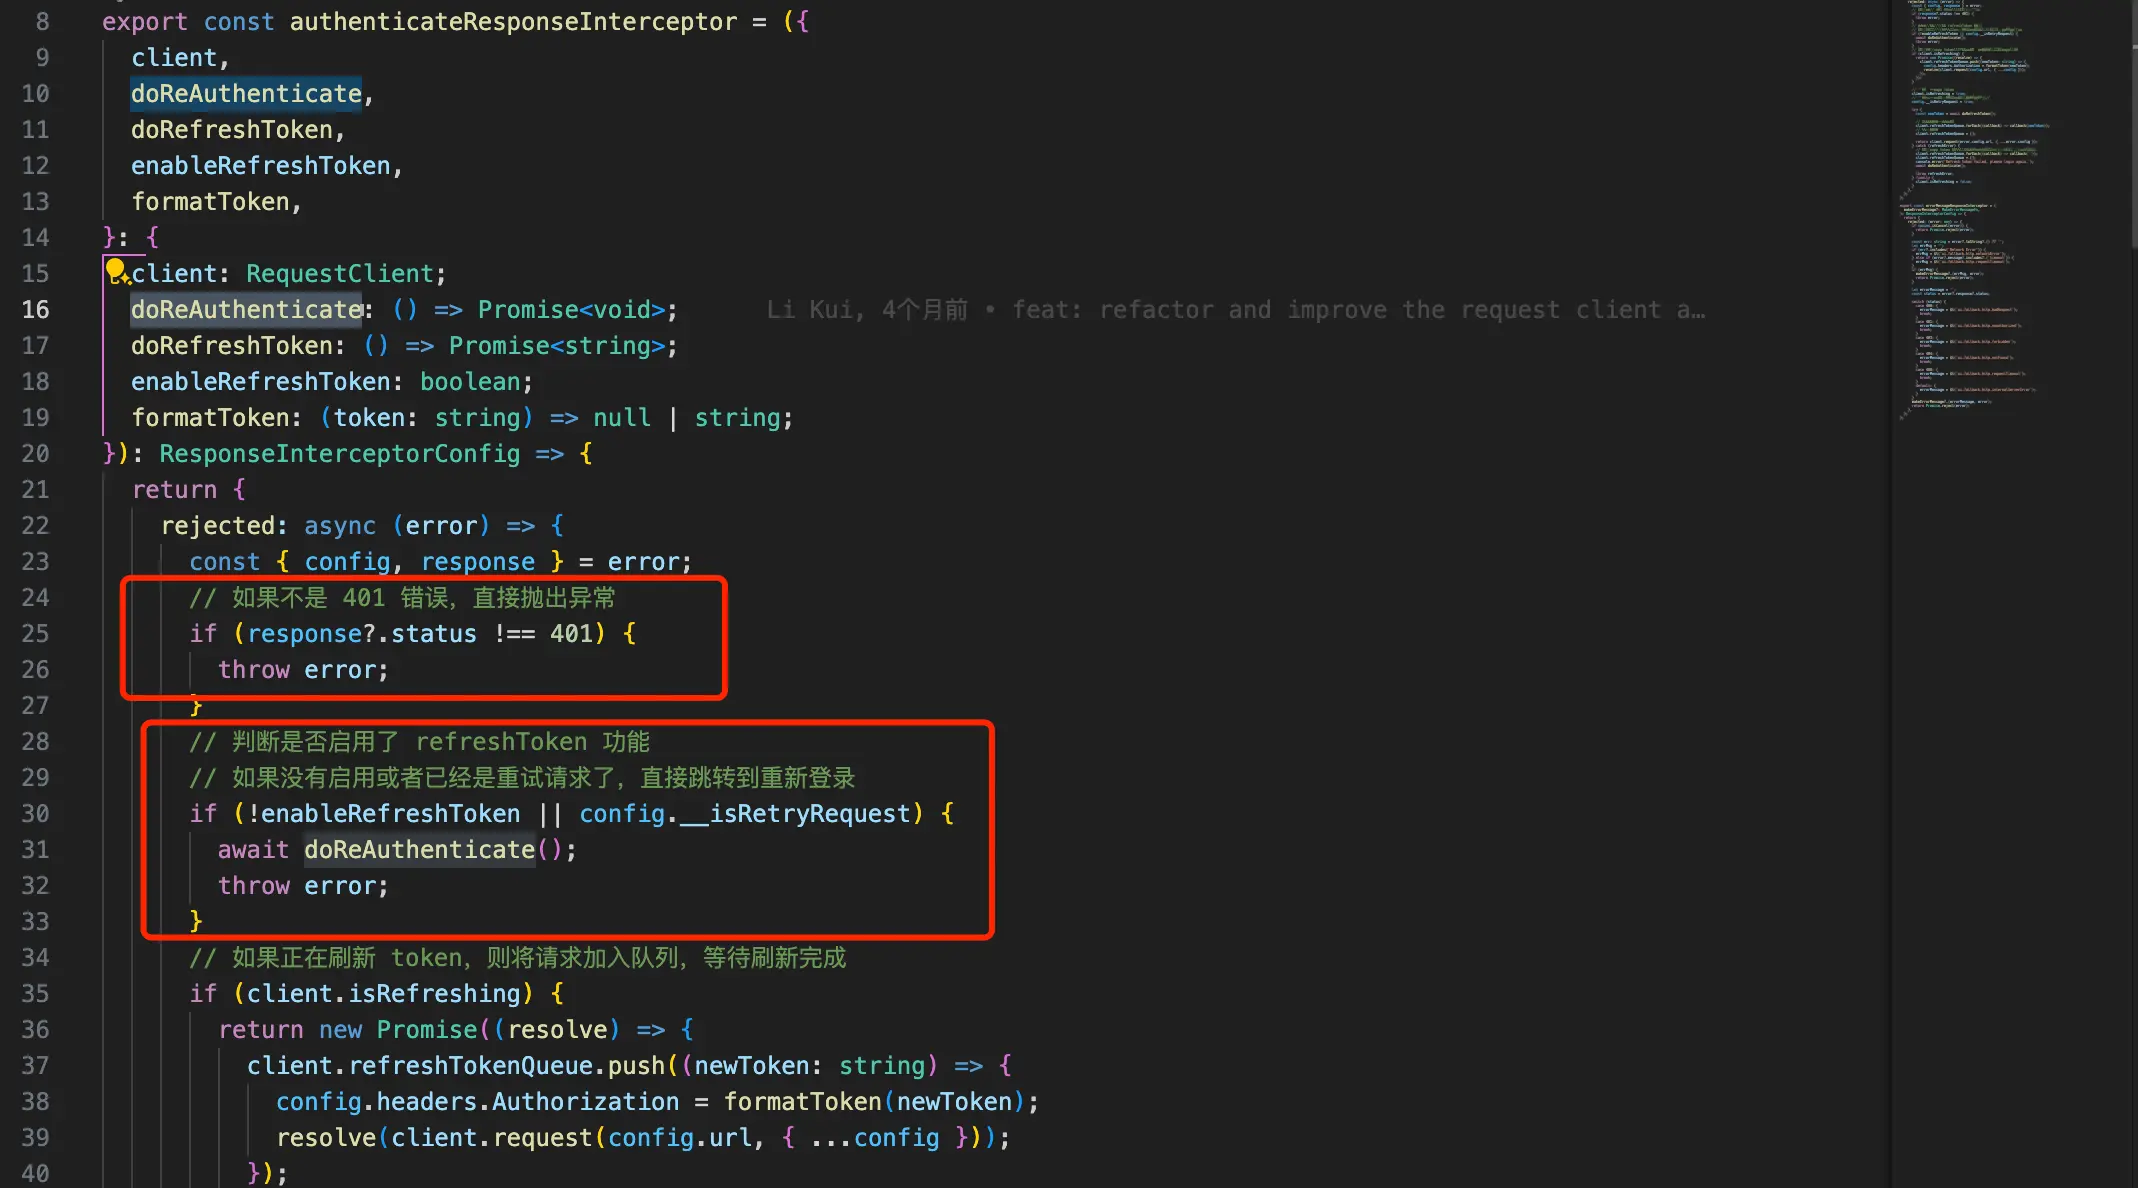 8 export const authenticateResponseInterceptor = ({
9 client,
10 doReAuthenticate,
11 doRefreshToken,
12 enableRefreshToken,
13 formatToken,
14 }: {
15 client: RequestClient;
16 doReAuthenticate: () => Promise<void>; Li Kui, 4个月前 • feat: refactor and improve the request client a…
17 doRefreshToken: () => Promise<string>;
18 enableRefreshToken: boolean;
19 formatToken: (token: string) => null | string;
20 }): ResponseInterceptorConfig => {
21 return {
22 rejected: async (error) => {
23 const { config, response } = error;
24 // 如果不是 401 错误，直接抛出异常
25 if (response?.status !== 401) {
26 throw error;
27 }
28 // 判断是否启用了 refreshToken 功能
29 // 如果没有启用或者已经是重试请求了，直接跳转到重新登录
30 if (!enableRefreshToken || config.__isRetryRequest) {
31 await doReAuthenticate();
32 throw error;
33 }
34 // 如果正在刷新 token，则将请求加入队列，等待刷新完成
35 if (client.isRefreshing) {
36 return new Promise((resolve) => {
37 client.refreshTokenQueue.push((newToken: string) => {
38 config.headers.Authorization = formatToken(newToken);
39 resolve(client.request(config.url, { ...config }));
40 });